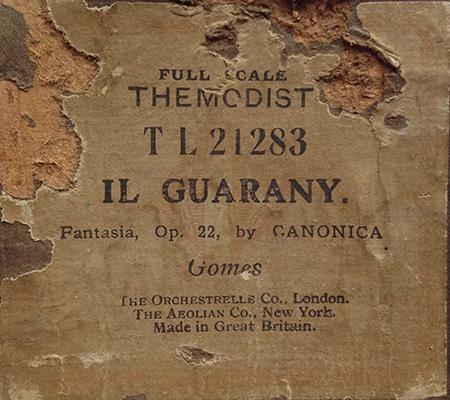 FULL SCALE
THEMODIST
T L 21283
IL GUARANY.
Fantasia, Op. 22, by CANONICA
Gomes
THE ORCHESTRELLE Co., London.
THE AEOLIAN Co., New York.
Made in Great Britain.